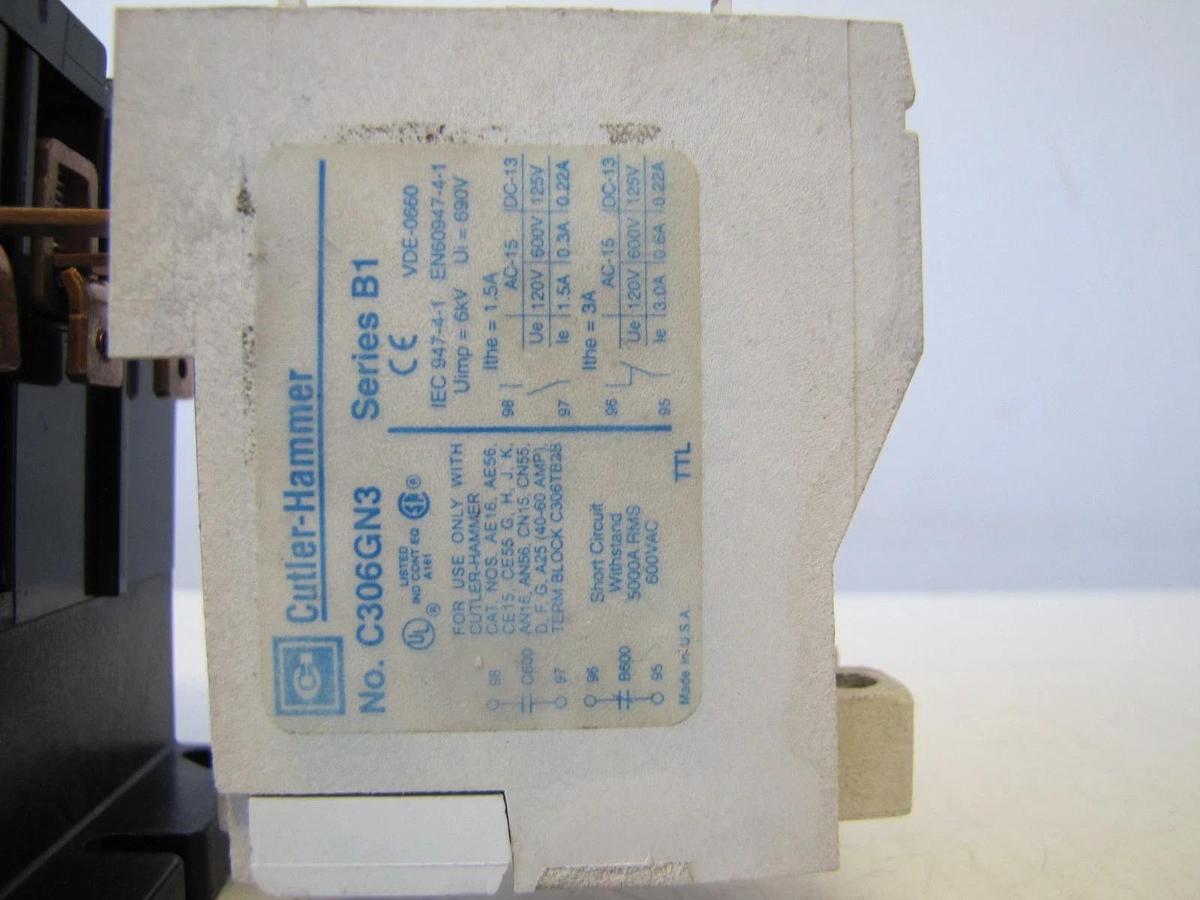 Cutler-Hammer
No. C306GN3 Series B1
UL ® LISTED
IND CONT EQ
A161
SA ®
CE VDE-0660
IEC 947-4-1 EN60947-4-1
Uimp = 6kV Ui = 690V
FOR USE ONLY WITH
CUTLER-HAMMER
CAT. NOS. AE16, AE56,
CE15, CE55 G, H, J, K,
AN16, AN56, CN15, CN55,
D, F, G, A25 (40-60 AMP)
TERM BLOCK C306TB2B
Short Circuit
Withstand
5000A RMS
600VAC
98
C600
97
96
B600
95
Ithe = 1.5A
98
97
AC-15 DC-13
Ue 120V 600V 125V
Ie 1.5A 0.3A 0.22A
Ithe = 3A
96
95
AC-15 DC-13
Ue 120V 600V 125V
Ie 3.0A 0.6A 0.22A
Made in U.S.A. TTL